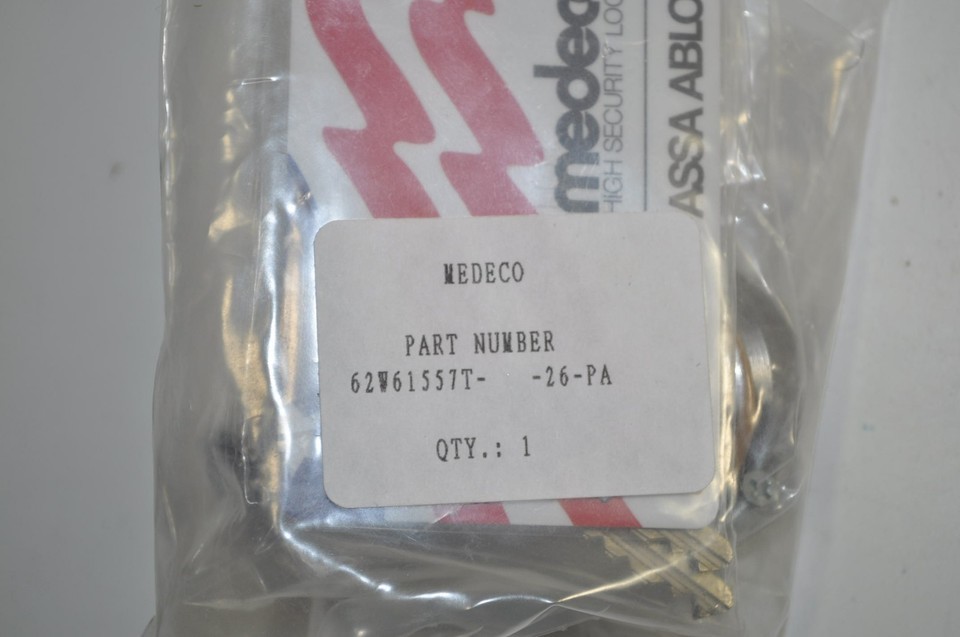 medeco
HIGH SECURITY LOC
ASSA ABLO
MEDECO
PART NUMBER
62W61557T-   -26-PA
QTY.: 1